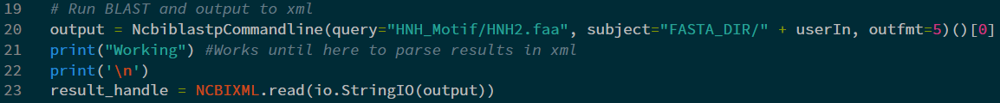 19 # Run BLAST and output to xml
20 output = NcbiblastpCommandline(query="HNH_Motif/HNH2.faa", subject="FASTA_DIR/" + userIn, outfmt=5)()[0]
21 print("Working") #Works until here to parse results in xml
22 print('\n')
23 result_handle = NCBIXML.read(io.StringIO(output))